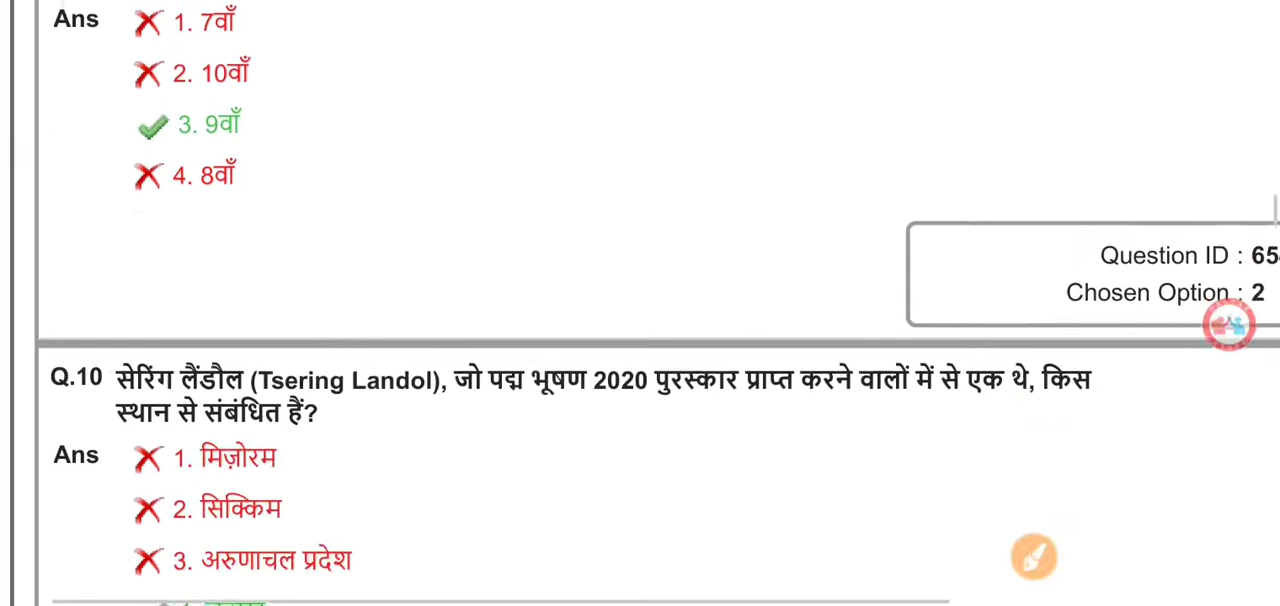 Ans 1. 7वाँ
2. 10वाँ
3. 9वाँ
4. 8वाँ
Question ID : 65
Chosen Option : 2
Q.10 सेरिंग लैंडौल (Tsering Landol), जो पद्म भूषण 2020 पुरस्कार प्राप्त करने वालों में से एक थे, किस
स्थान से संबंधित हैं?
Ans 1. मिज़ोरम
2. सिक्किम
3. अरुणाचल प्रदेश